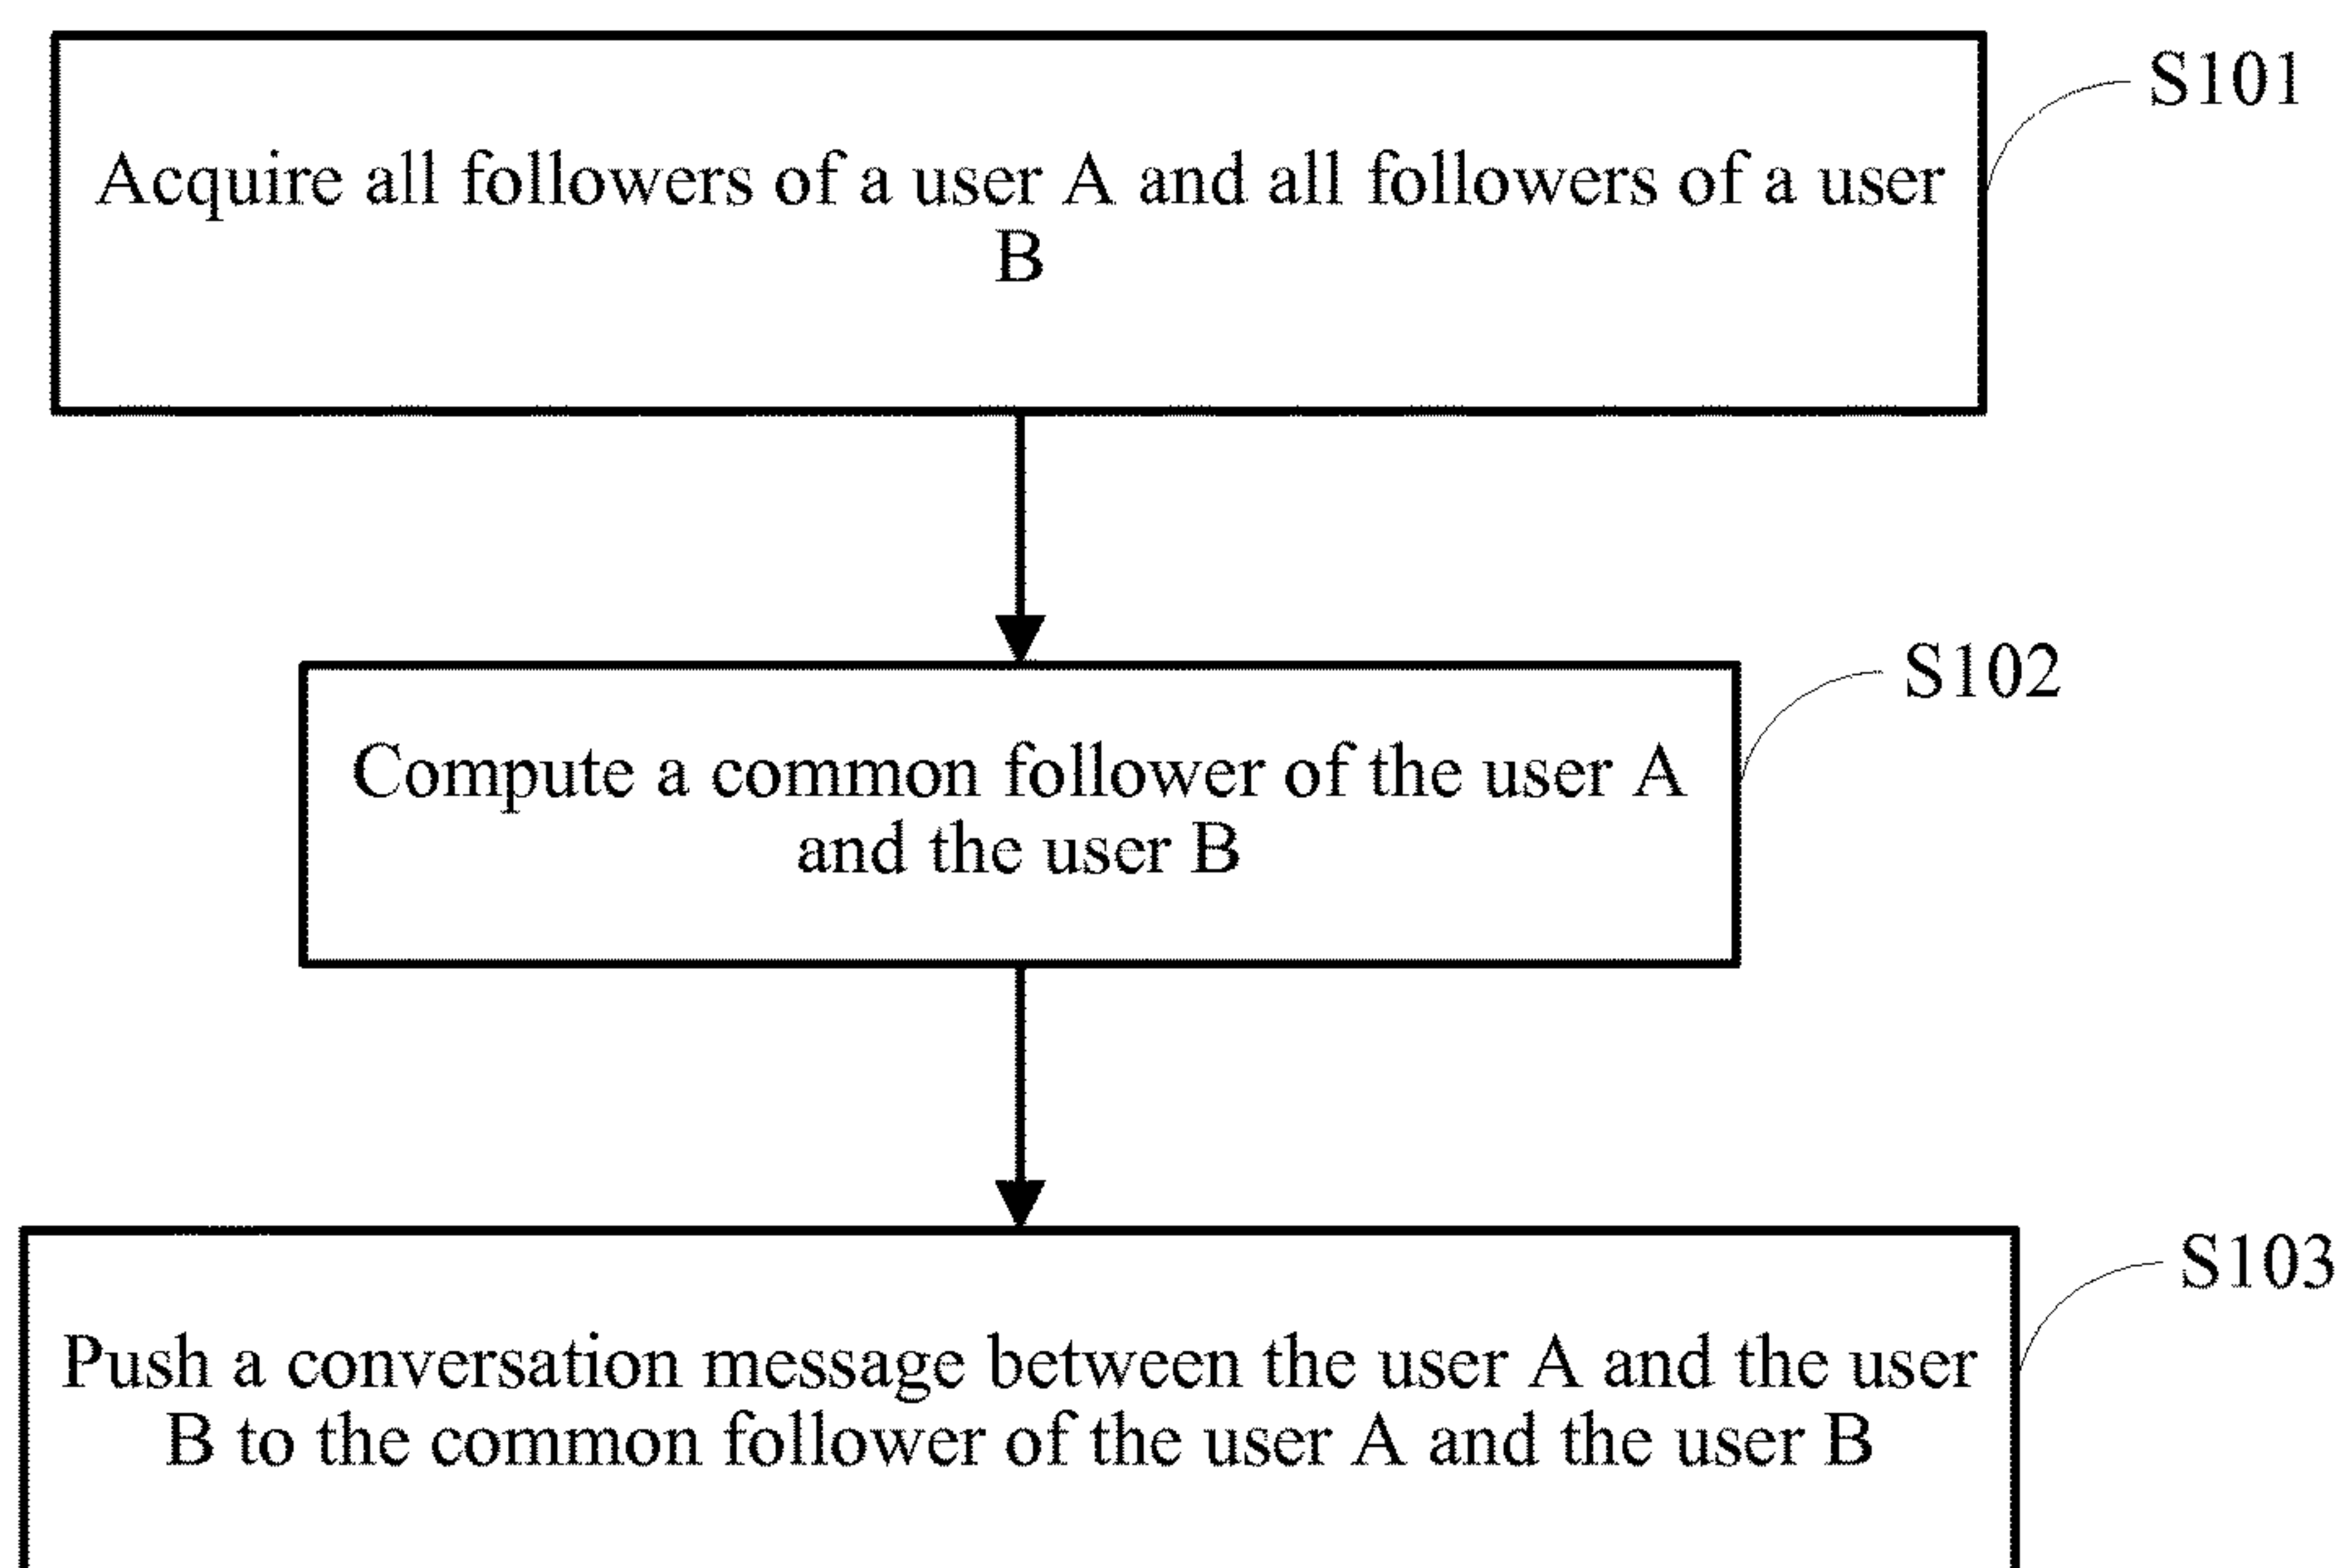 S101
Acquire all followers of a user A and all followers of a user
B
S102
Compute a common follower of the user A
and the user B
S103
Push a conversation message between the user A and the user
B to the common follower of the user A and the user B